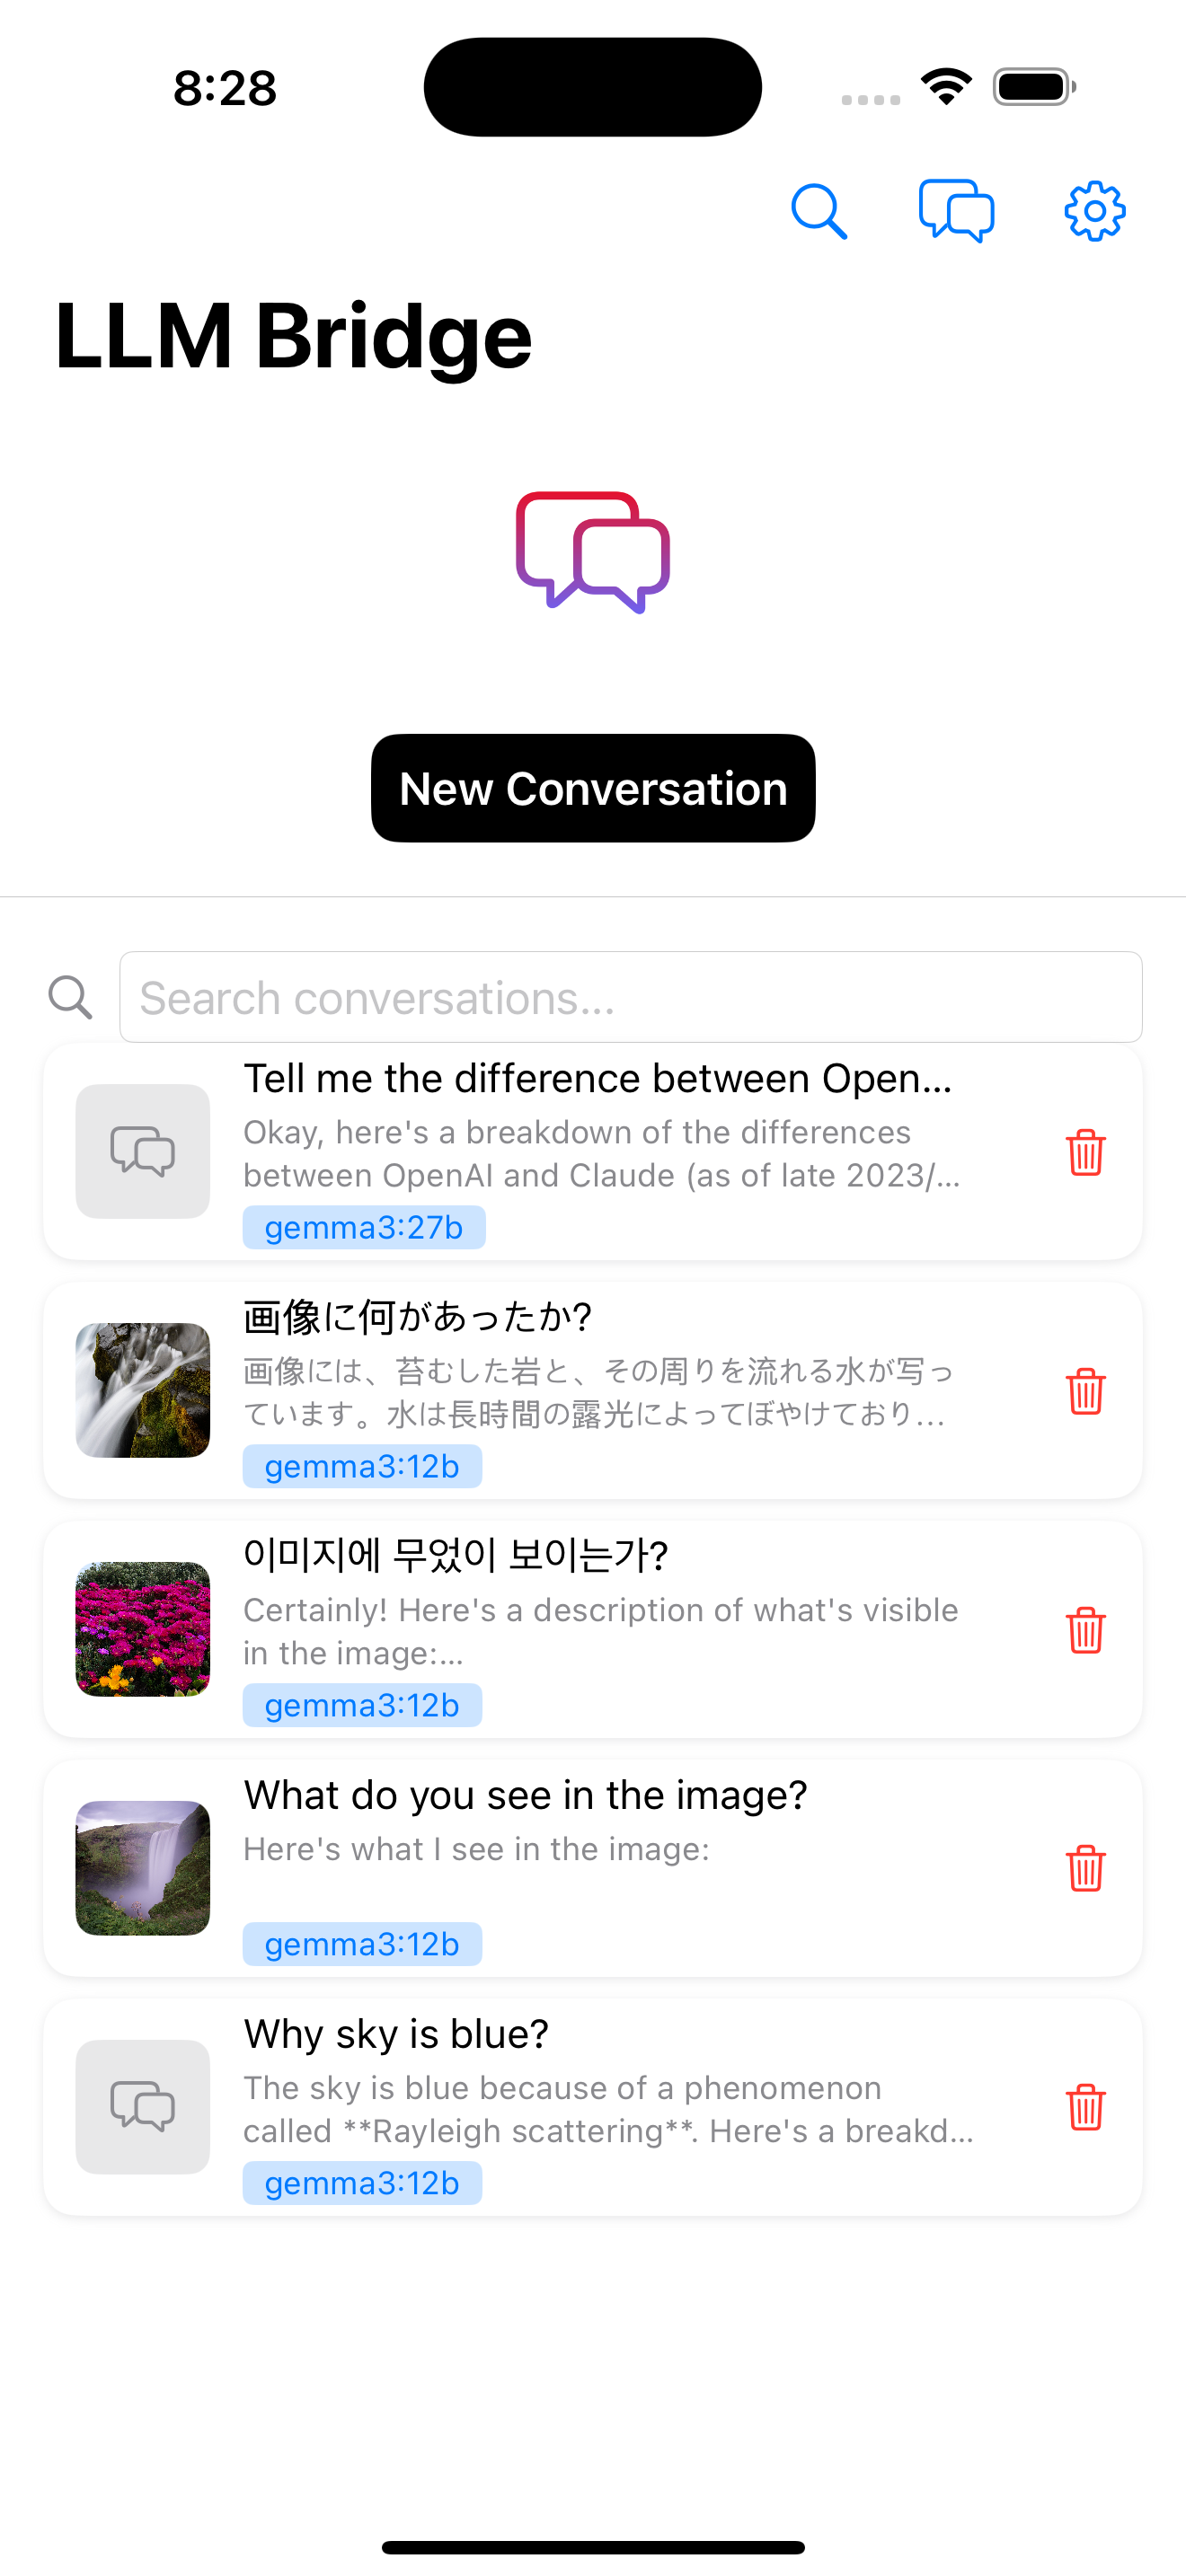 8:28
LLM Bridge
New Conversation
Search conversations...
Tell me the difference between Open...
Okay, here's a breakdown of the differences
between OpenAI and Claude (as of late 2023/...
gemma3:27b
画像に何があったか?
画像には、苔むした岩と、その周りを流れる水が写っ
ています。水は長時間の露光によってぼやけており...
gemma3:12b
이미지에 무었이 보이는가?
Certainly! Here's a description of what's visible
in the image:...
gemma3:12b
What do you see in the image?
Here's what I see in the image:
gemma3:12b
Why sky is blue?
The sky is blue because of a phenomenon
called **Rayleigh scattering**. Here's a breakd...
gemma3:12b